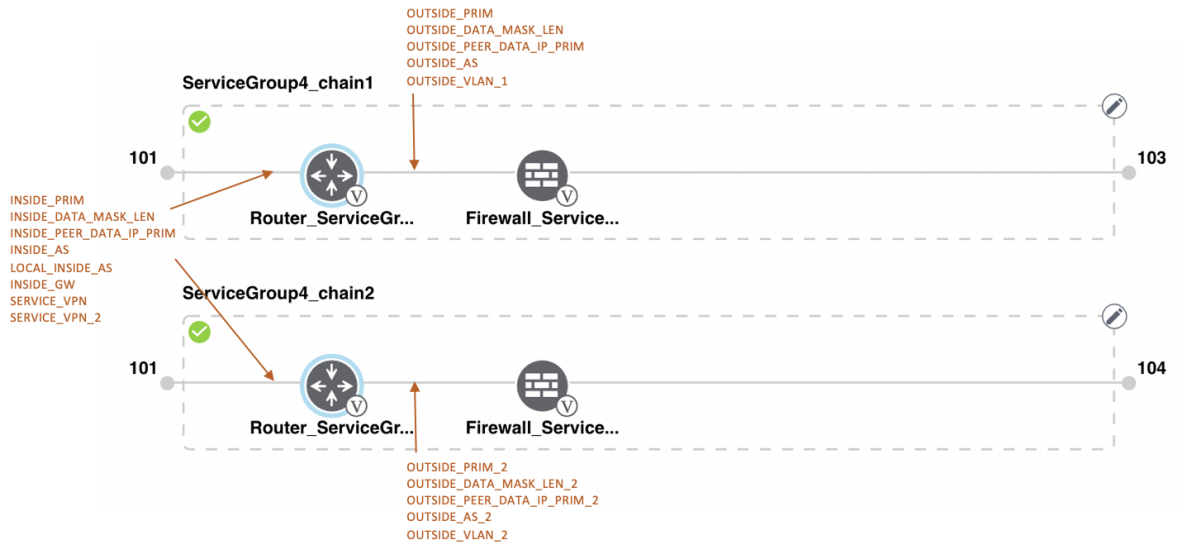 OUTSIDE_PRIM
OUTSIDE_DATA_MASK_LEN
OUTSIDE_PEER_DATA_IP_PRIM
OUTSIDE_AS
OUTSIDE_VLAN_1
ServiceGroup4_chain1
101
103
Router_ServiceGr...
V
Firewall_Service...
V
INSIDE_PRIM
INSIDE_DATA_MASK_LEN
INSIDE_PEER_DATA_IP_PRIM
INSIDE_AS
LOCAL_INSIDE_AS
INSIDE_GW
SERVICE_VPN
SERVICE_VPN_2
ServiceGroup4_chain2
101
104
Router_ServiceGr...
V
Firewall_Service...
V
OUTSIDE_PRIM_2
OUTSIDE_DATA_MASK_LEN_2
OUTSIDE_PEER_DATA_IP_PRIM_2
OUTSIDE_AS_2
OUTSIDE_VLAN_2